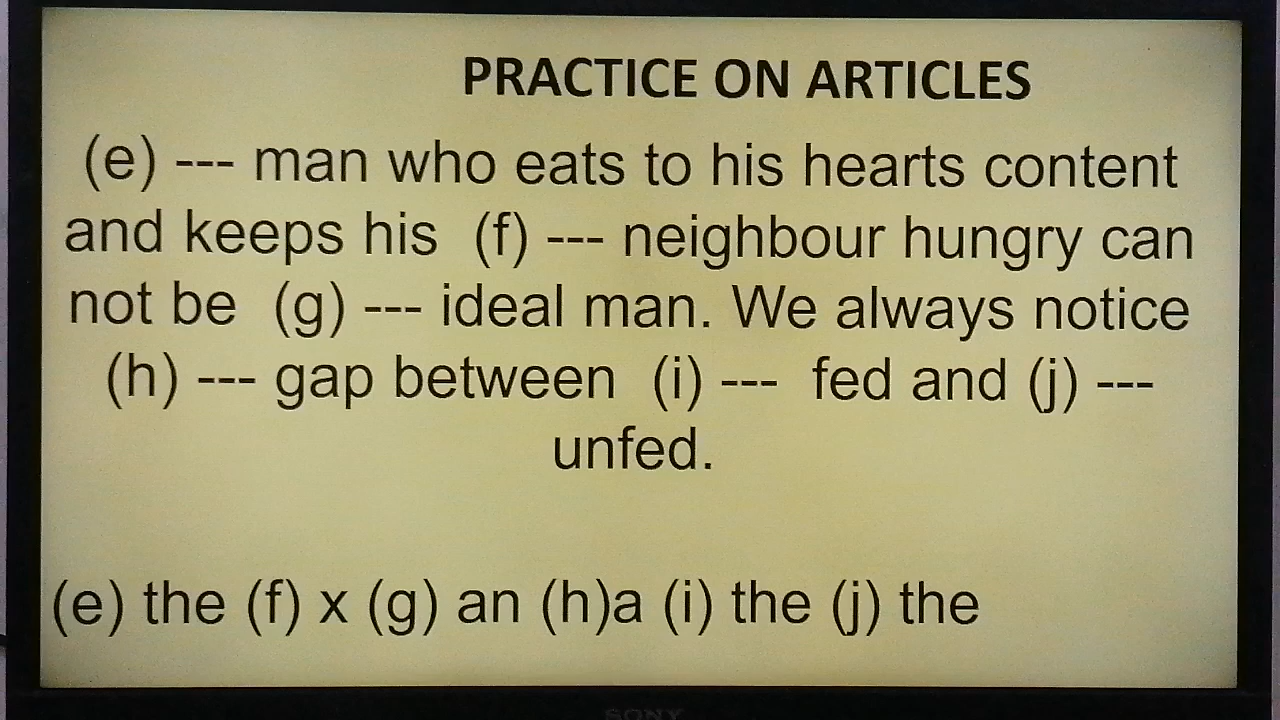 PRACTICE ON ARTICLES
(e) --- man who eats to his hearts content
and keeps his (f) --- neighbour hungry can
not be (g) --- ideal man. We always notice
(h) --- gap between (i) --- fed and (j) ---
unfed.
(e) the (f) x (g) an (h)a (i) the (j) the
SONY